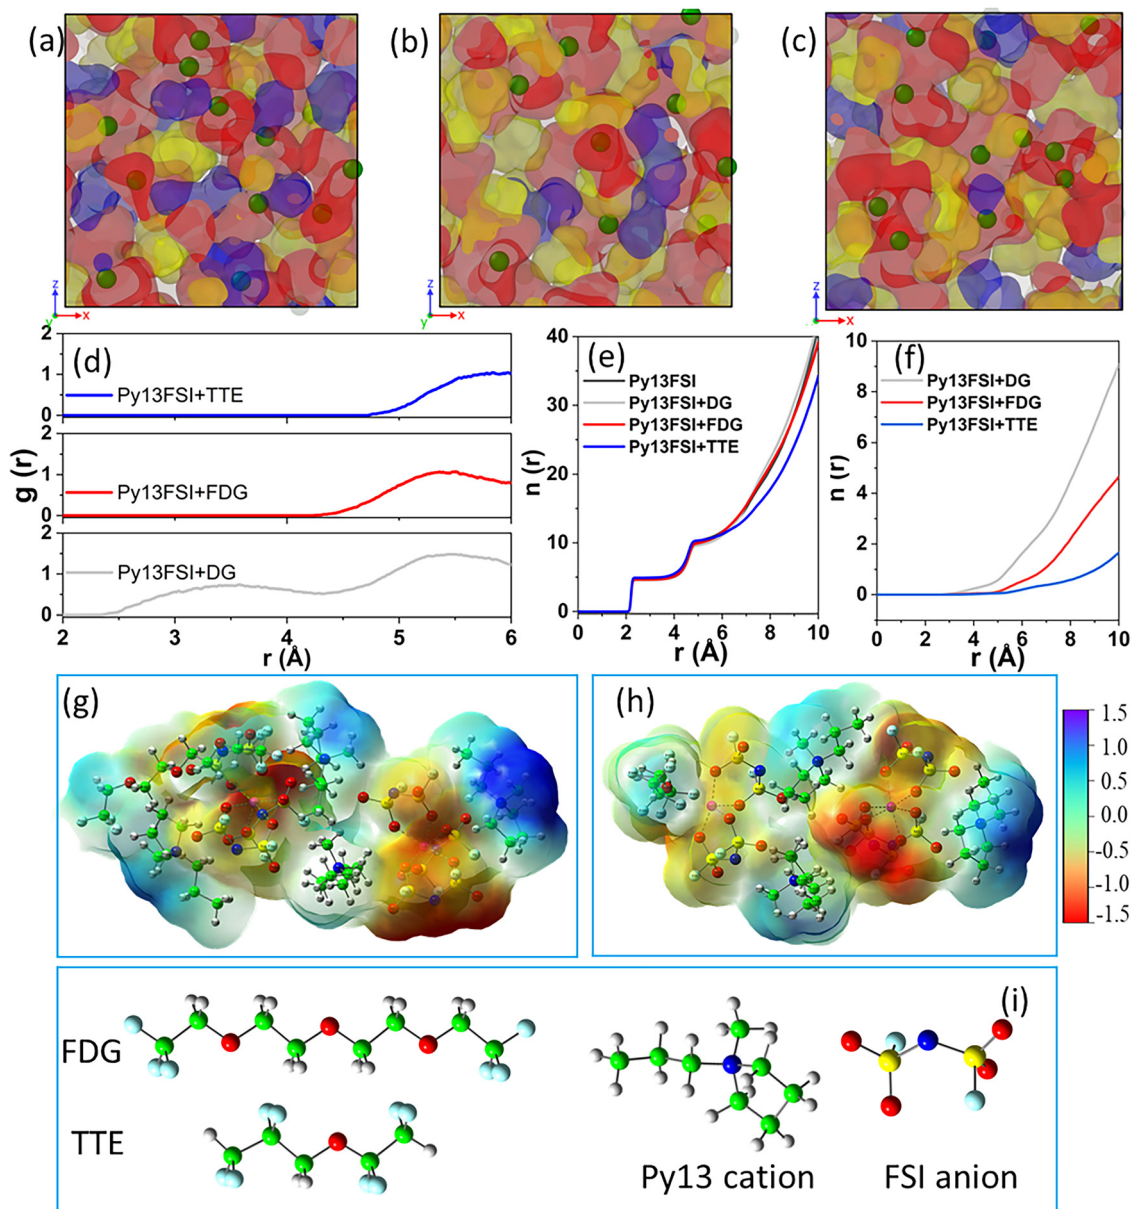 (a)
(b)
(c)
z
y x
z
y x
z
x
2
(d)
1
Py13FSI+TTE
0
2
1
Py13FSI+FDG
0
2
1
Py13FSI+DG
0
2 3 4 5 6
r (Å)
g (r)
40
(e)
Py13FSI
30
Py13FSI+DG
Py13FSI+FDG
Py13FSI+TTE
20
10
0
0 2 4 6 8 10
r (Å)
n (r)
10
(f)
Py13FSI+DG
8
Py13FSI+FDG
Py13FSI+TTE
6
4
2
0
0 2 4 6 8 10
r (Å)
n (r)
(g)
(h)
1.5
1.0
0.5
0.0
-0.5
-1.0
-1.5
(i)
FDG
TTE
Py13 cation
FSI anion